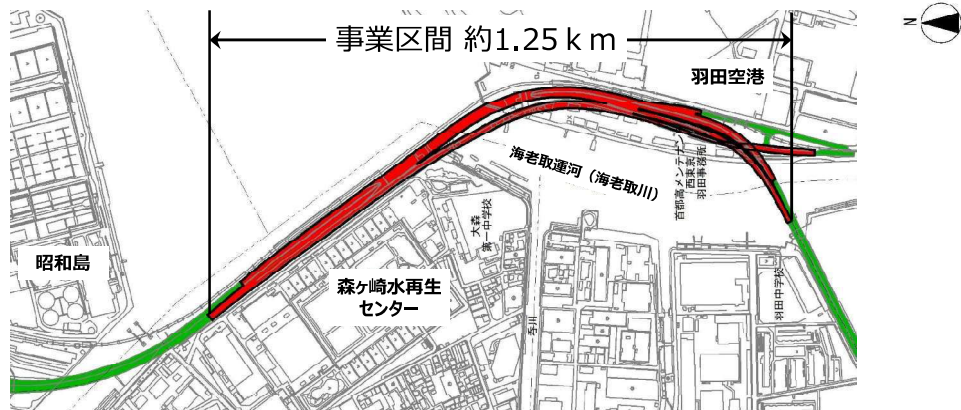 事業区間 約1.25ｋｍ
N
羽田空港
海老取運河（海老取川）
首都高メンテナンス
西東京
羽田事務所
大森
第一中学校
昭和島
森ヶ崎水再生
センター
羽田中学校
呑川